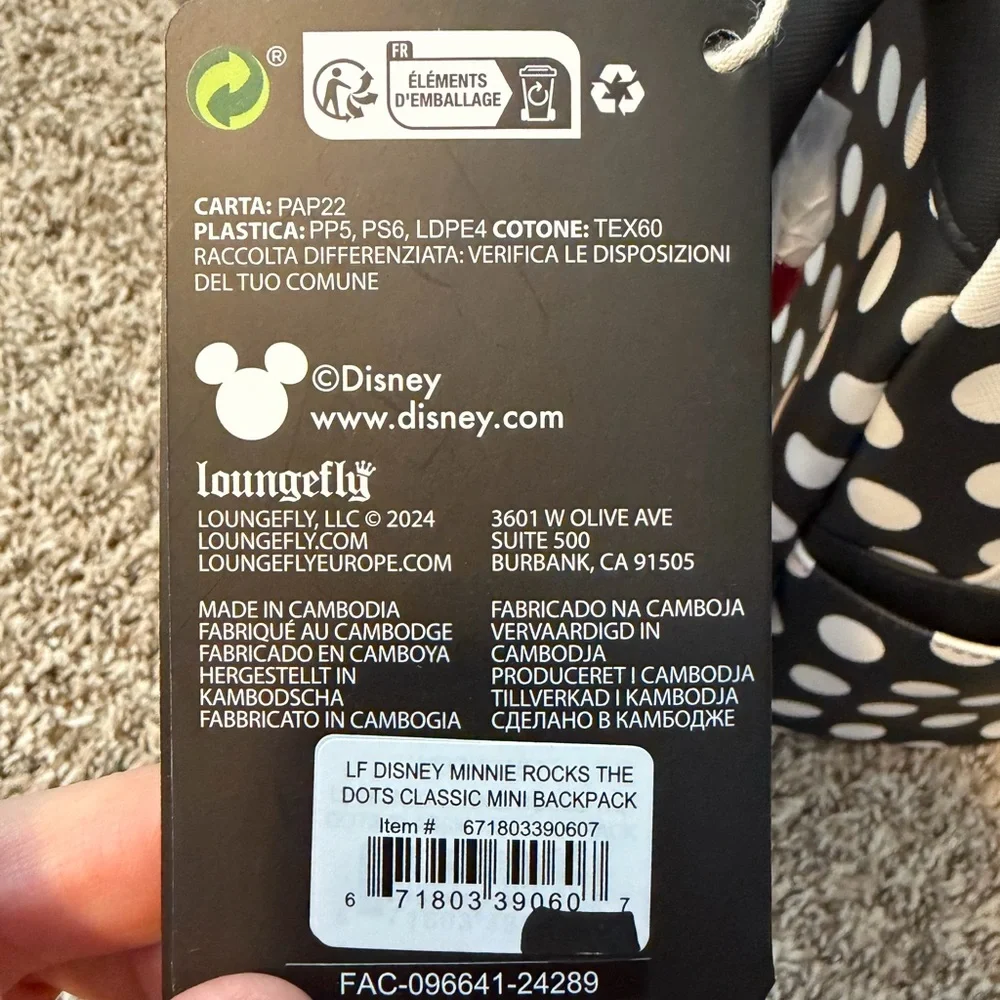 ®
FR
ÉLÉMENTS
D'EMBALLAGE
CARTA: PAP22
PLASTICA: PP5, PS6, LDPE4 COTONE: TEX60
RACCOLTA DIFFERENZIATA: VERIFICA LE DISPOSIZIONI
DEL TUO COMUNE
©Disney
www.disney.com
loungefly
LOUNGEFLY, LLC © 2024
LOUNGEFLY.COM
LOUNGEFLYEUROPE.COM
3601 W OLIVE AVE
SUITE 500
BURBANK, CA 91505
MADE IN CAMBODIA
FABRIQUÉ AU CAMBODGE
FABRICADO EN CAMBOYA
HERGESTELLT IN
KAMBODSCHA
FABBRICATO IN CAMBOGIA
FABRICADO NA CAMBOJA
VERVAARDIGD IN
CAMBODJA
PRODUCERET I CAMBODJA
TILLVERKAD I KAMBODJA
СДЕЛАНО В КАМБОДЖЕ
LF DISNEY MINNIE ROCKS THE
DOTS CLASSIC MINI BACKPACK
Item # 671803390607
6 71803 39060 7
FAC-096641-24289